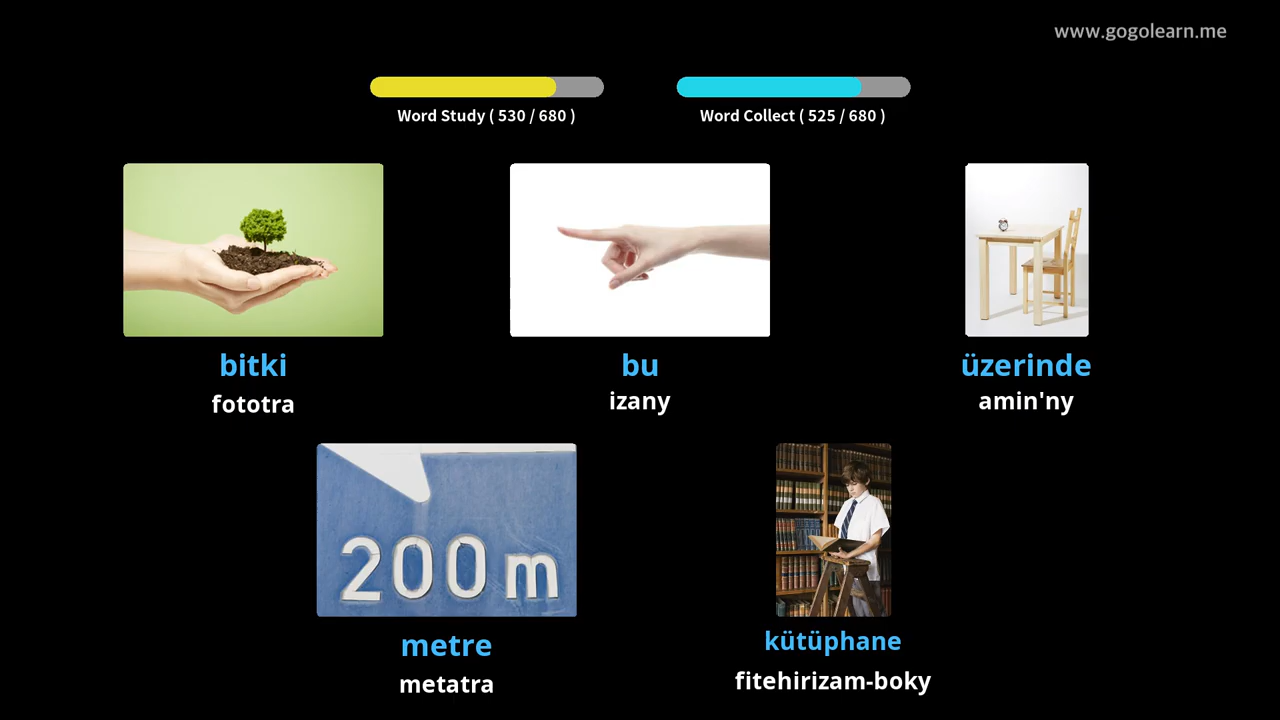 www.gogolearn.me
Word Study ( 530 / 680 )
Word Collect ( 525 / 680 )
bitki
fototra
bu
izany
üzerinde
amin'ny
200 m
metre
metatra
kütüphane
fitehirizam-boky